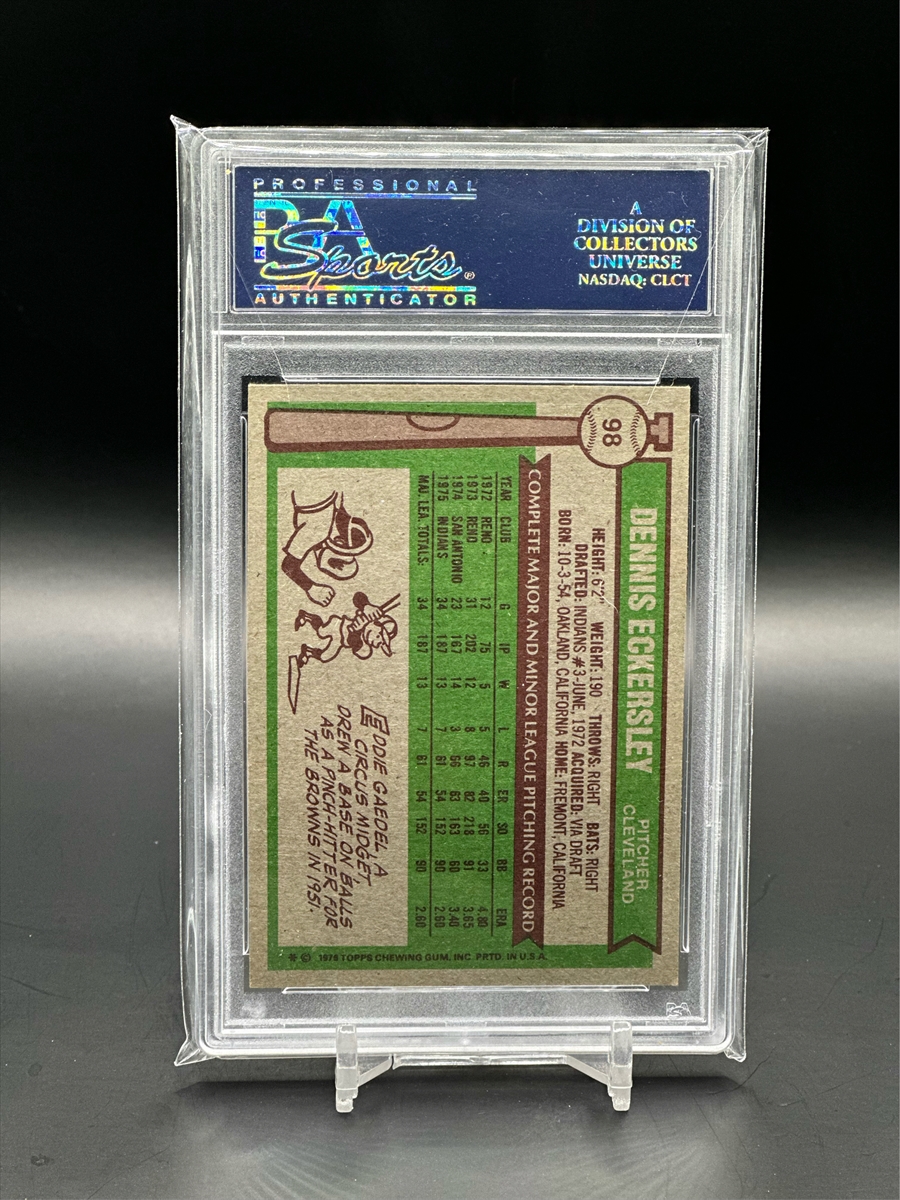 PROFESSIONAL
PSA
Sports®
AUTHENTICATOR
A
DIVISION OF
COLLECTORS
UNIVERSE
NASDAQ: CLCT
98
DENNIS ECKERSLEY
PITCHER
CLEVELAND
HEIGHT: 6'2" WEIGHT: 190 THROWS: RIGHT BATS: RIGHT
DRAFTED: INDIANS #3-JUNE, 1972 ACQUIRED: VIA DRAFT
BORN: 10-3-54, OAKLAND, CALIFORNIA HOME: FREMONT, CALIFORNIA
COMPLETE MAJOR AND MINOR LEAGUE PITCHING RECORD
YEAR CLUB G IP W L R ER SO BB ERA
1972 RENO 12 75 5 5 46 40 56 33 4.80
1973 RENO 31 202 12 8 97 82 218 91 3.65
1974 SAN ANTONIO 23 167 14 3 66 63 163 60 3.40
1975 INDIANS 34 187 13 7 61 54 152 90 2.60
MAJ. LEA. TOTALS: 34 187 13 7 61 54 152 90 2.60
EDDIE GAEDEL A
CIRCUS MIDGET
DREW A BASE ON BALLS
AS A PINCH-HITTER FOR
THE BROWNS IN 1951.
* © 1976 TOPPS CHEWING GUM, INC. PRTD. IN U.S.A.